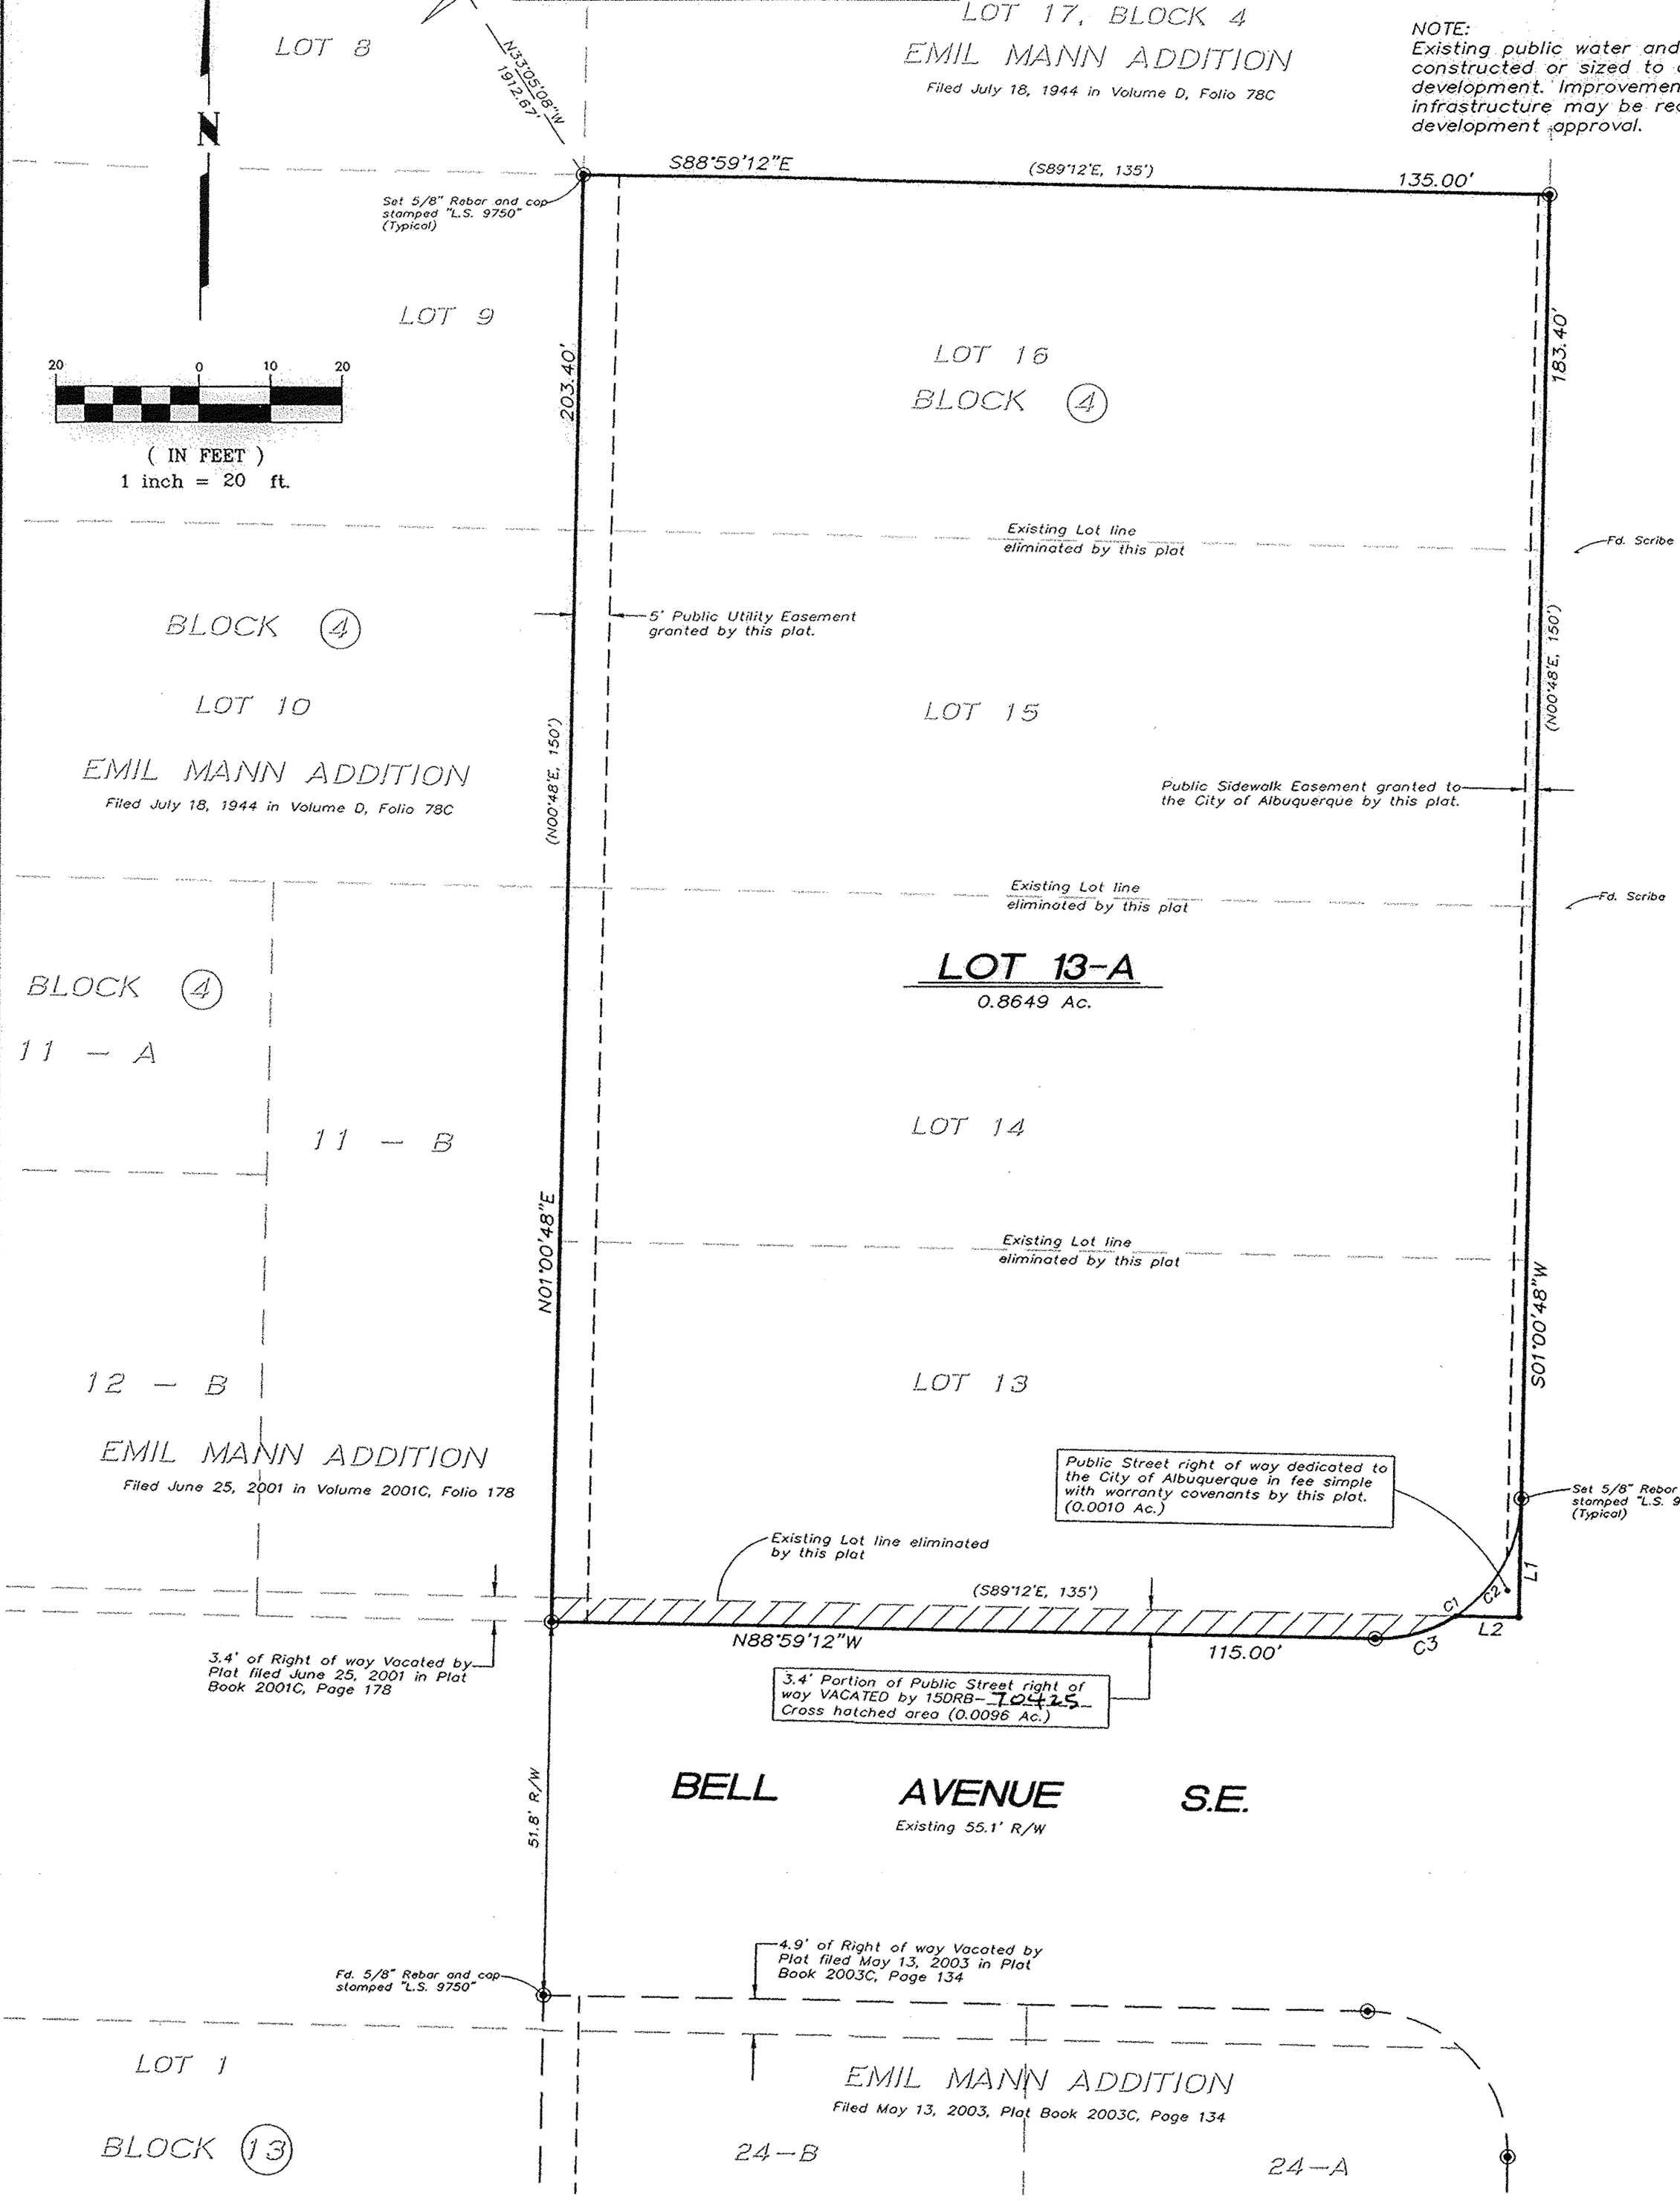 LOT 17, BLOCK 4
EMIL MANN ADDITION
Filed July 18, 1944 in Volume D, Folio 78C
LOT 8
N33°05'08"W
1912.67'
NOTE:
Existing public water and
constructed or sized to
development.
infrastructure may be
development approval.
N
S88°59'12"E
(S89°12'E, 135')
135.00'
Set 5/8" Rebar and cap
stamped "L.S. 9750"
(Typical)
LOT 9
203.40'
183.40'
LOT 16
BLOCK 4
20 0 10 20
( IN FEET )
1 inch = 20 ft.
Existing Lot line
eliminated by this plat
Fd. Scribe
BLOCK 4
5' Public Utility Easement
granted by this plat.
(N00°48'E, 150')
LOT 10
LOT 15
EMIL MANN ADDITION
Filed July 18, 1944 in Volume D, Folio 78C
(N00°48'E, 150')
Public Sidewalk Easement granted to
the City of Albuquerque by this plat.
Existing Lot line
eliminated by this plat
Fd. Scribe
LOT 13-A
0.8649 Ac.
BLOCK 4
11 - A
11 - B
LOT 14
N01°00'48"E
Existing Lot line
eliminated by this plat
S01°00'48"W
12 - B
LOT 13
EMIL MANN ADDITION
Filed June 25, 2001 in Volume 2001C, Folio 178
Public Street right of way dedicated to
the City of Albuquerque in fee simple
with warranty covenants by this plat.
(0.0010 Ac.)
Set 5/8" Rebar
stamped "L.S. 9
(Typical)
Existing Lot line eliminated
by this plat
(S89°12'E, 135')
L1
C1
C2
L2
C3
N88°59'12"W
115.00'
3.4' of Right of way Vacated by
Plat filed June 25, 2001 in Plat
Book 2001C, Page 178
3.4' Portion of Public Street right of
way VACATED by 15DRB-70425
Cross hatched area (0.0096 Ac.)
51.8' R/W
BELL AVENUE S.E.
Existing 55.1' R/W
4.9' of Right of way Vacated by
Plat filed May 13, 2003 in Plat
Book 2003C, Page 134
Fd. 5/8" Rebar and cap
stamped "L.S. 9750"
LOT 1
EMIL MANN ADDITION
Filed May 13, 2003, Plat Book 2003C, Page 134
BLOCK 13
24-B
24-A